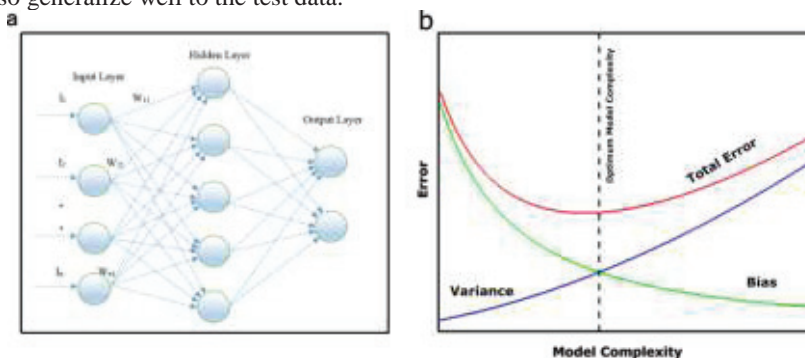 so generalize well to the test data.
a
Hidden Layer
Input Layer
Output Layer
b
Error
Optimum Model Complexity
Total Error
Variance
Bias
Model Complexity